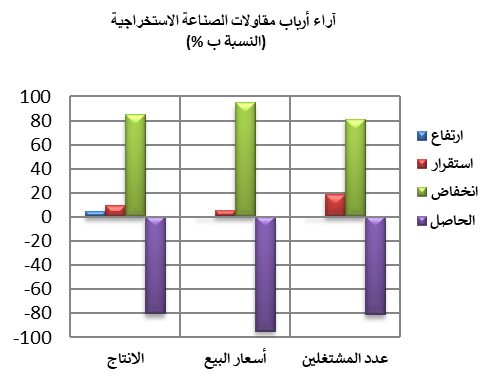 آراء أرباب مقاولات الصناعة الاستخراجية
(النسبة ب %)
100
80
60
40
20
0
-20
-40
-60
-80
-100
ارتفاع
استقرار
انخفاض
الحاصل
الانتاج
أسعار البيع
عدد المشتغلين